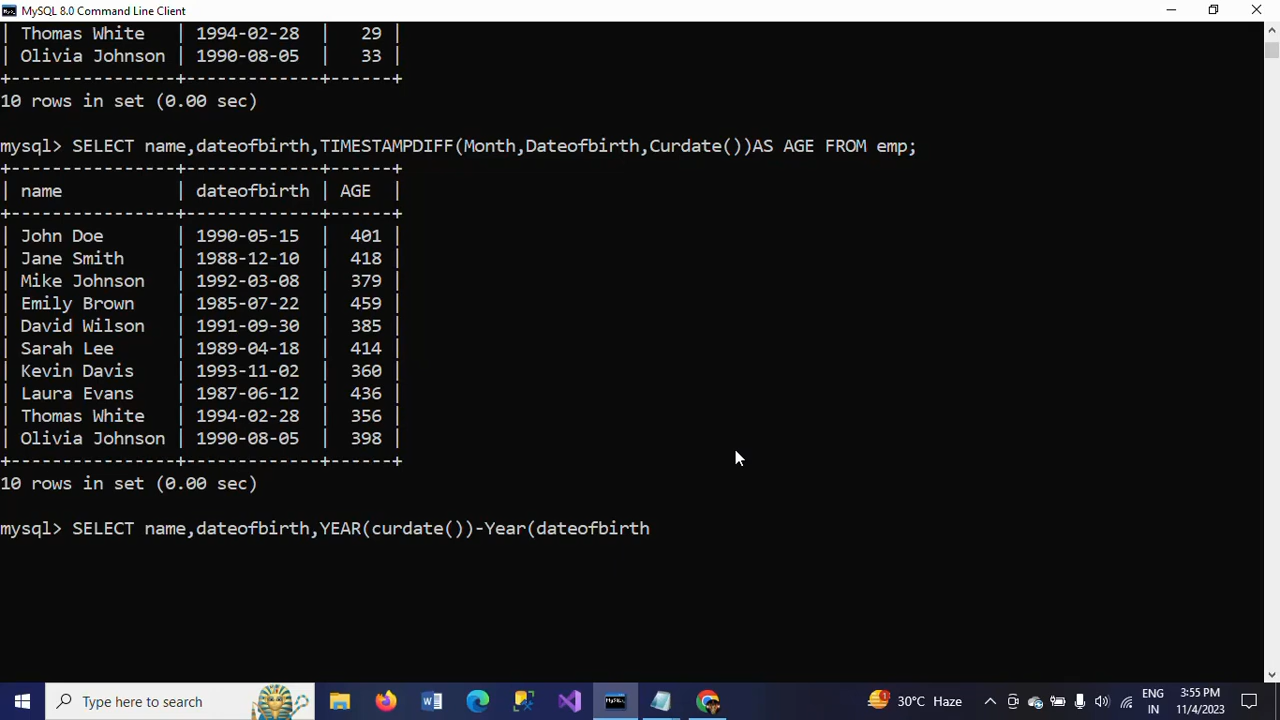 MySQL 8.0 Command Line Client
| Thomas White   | 1994-02-28  |   29
| Olivia Johnson | 1990-08-05  |   33
+----------------+-------------+------+
10 rows in set (0.00 sec)
mysql> SELECT name,dateofbirth,TIMESTAMPDIFF(Month,Dateofbirth,Curdate())AS AGE FROM emp;
+----------------+-------------+------+
| name           | dateofbirth | AGE  |
+----------------+-------------+------+
| John Doe       | 1990-05-15  |  401 |
| Jane Smith     | 1988-12-10  |  418 |
| Mike Johnson   | 1992-03-08  |  379 |
| Emily Brown    | 1985-07-22  |  459 |
| David Wilson   | 1991-09-30  |  385 |
| Sarah Lee      | 1989-04-18  |  414 |
| Kevin Davis    | 1993-11-02  |  360 |
| Laura Evans    | 1987-06-12  |  436 |
| Thomas White   | 1994-02-28  |  356 |
| Olivia Johnson | 1990-08-05  |  398 |
+----------------+-------------+------+
10 rows in set (0.00 sec)
mysql> SELECT name,dateofbirth,YEAR(curdate())-Year(dateofbirth
Type here to search
1
30°C Haze
ENG
IN
3:55 PM
11/4/2023